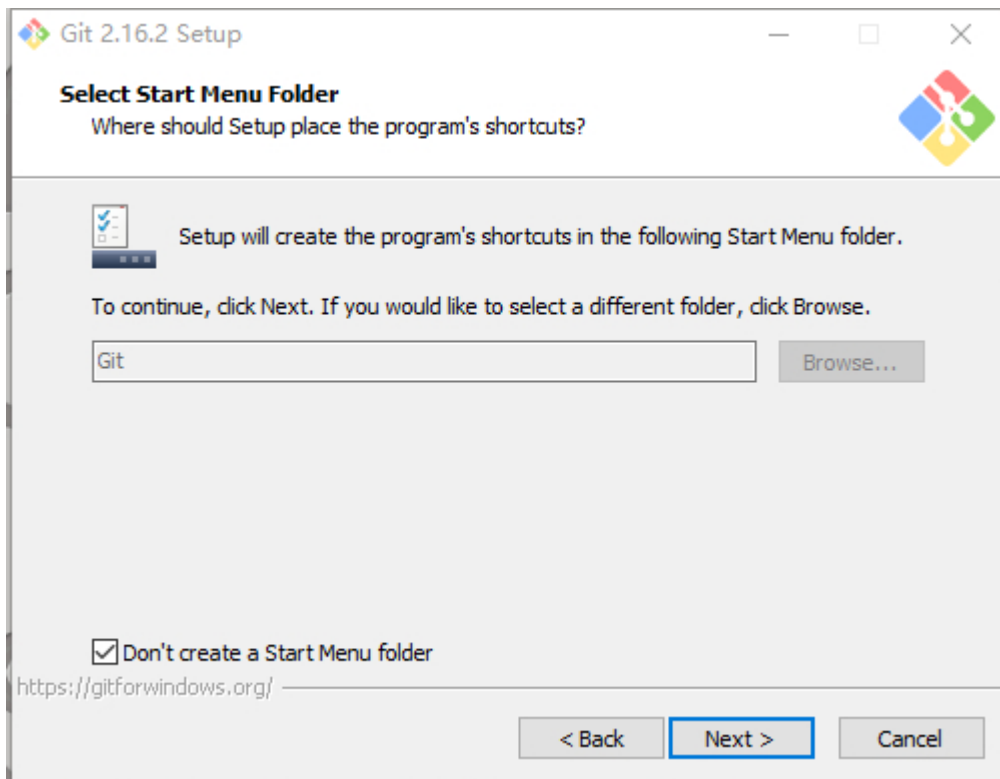 Git 2.16.2 Setup
Select Start Menu Folder
Where should Setup place the program's shortcuts?
Setup will create the program's shortcuts in the following Start Menu folder.
To continue, click Next. If you would like to select a different folder, click Browse.
Git
Browse...
Don't create a Start Menu folder
https://gitforwindows.org/
< Back
Next >
Cancel